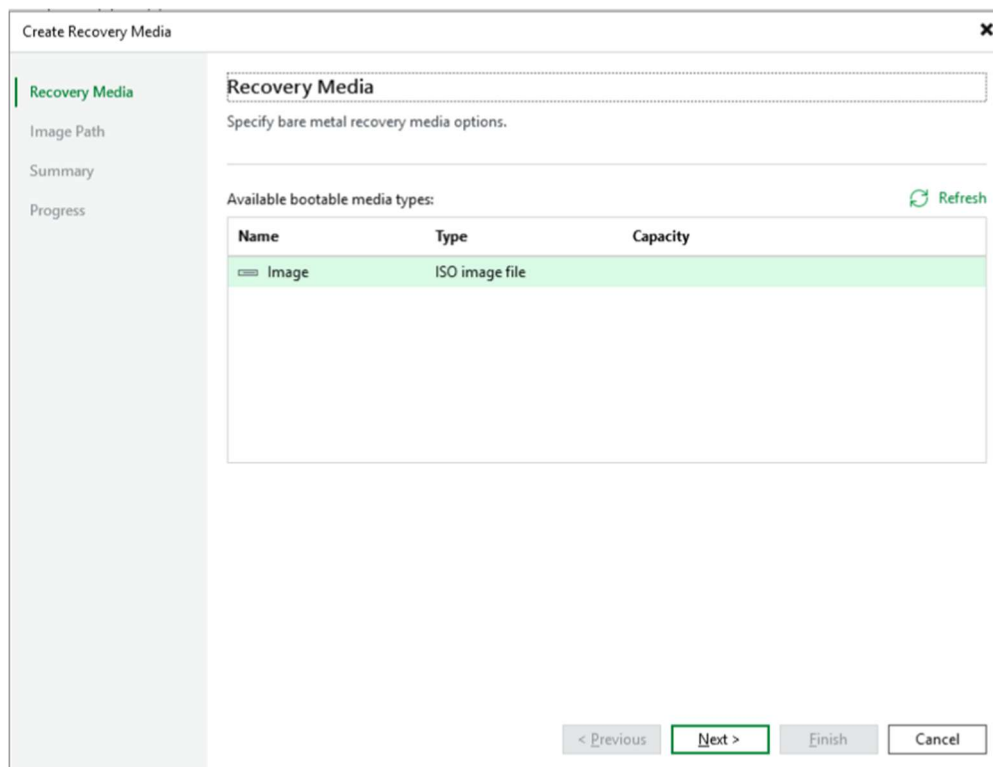 Create Recovery Media
Recovery Media
Image Path
Summary
Progress
Recovery Media
Specify bare metal recovery media options.
Available bootable media types:
Refresh
Name Type Capacity
Image ISO image file
< Previous Next > Finish Cancel